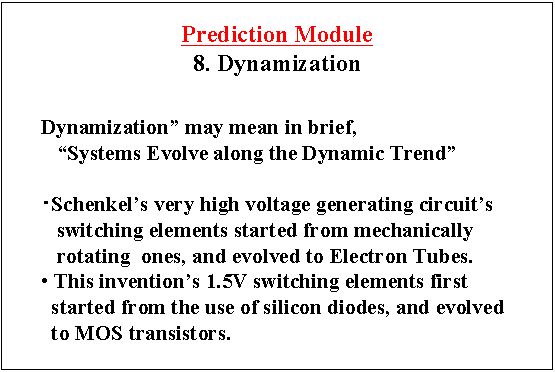 Prediction Module
8. Dynamization
Dynamization” may mean in brief,
“Systems Evolve along the Dynamic Trend”
・Schenkel’s very high voltage generating circuit’s
switching elements started from mechanically
rotating ones, and evolved to Electron Tubes.
• This invention’s 1.5V switching elements first
started from the use of silicon diodes, and evolved
to MOS transistors.